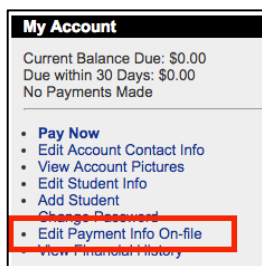 My Account
Current Balance Due: $0.00
Due within 30 Days: $0.00
No Payments Made
Pay Now
Edit Account Contact Info
View Account Pictures
Edit Student Info
Add Student
Change Password
Edit Payment Info On-file
View Financial History